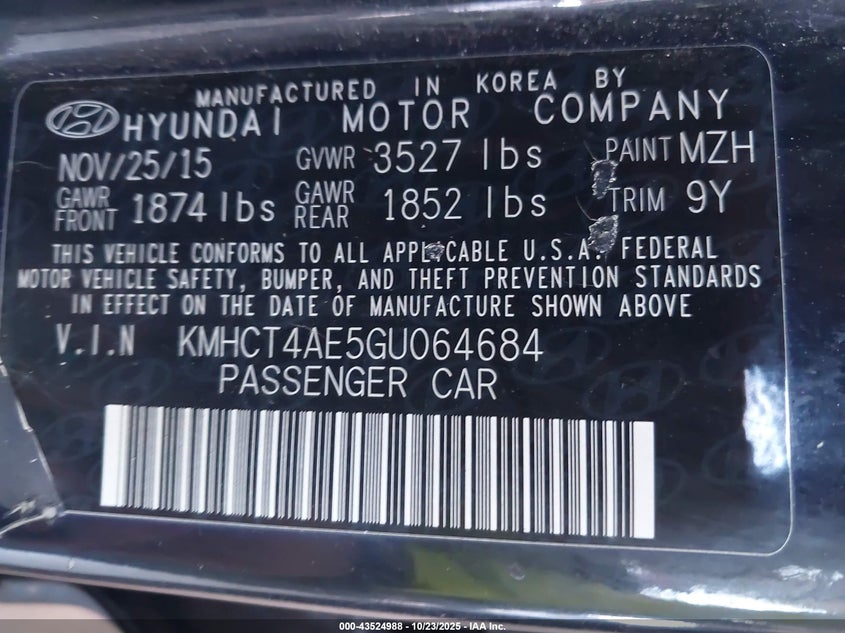 MANUFACTURED IN KOREA BY
HYUNDAI MOTOR COMPANY
NOV/25/15 GVWR 3527 lbs PAINT MZH
GAWR FRONT 1874 lbs GAWR REAR 1852 lbs TRIM 9Y
THIS VEHICLE CONFORMS TO ALL APPLICABLE U.S.A. FEDERAL
MOTOR VEHICLE SAFETY, BUMPER, AND THEFT PREVENTION STANDARDS
IN EFFECT ON THE DATE OF MANUFACTURE SHOWN ABOVE
V.I.N KMHCT4AE5GU064684
PASSENGER CAR
000-43524988 - 10/23/2025 - IAA Inc.